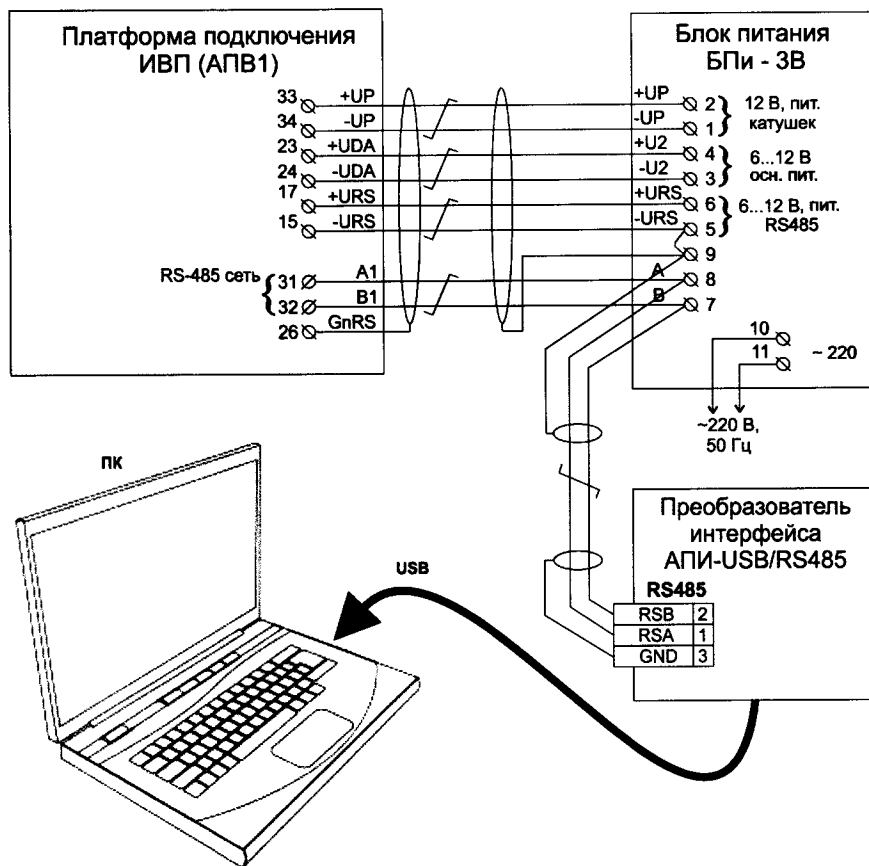 Платформа подключения
ИВП (АПВ1)
33 +UP
34 -UP
23 +UDA
24 -UDA
17 +URS
15 -URS
RS-485 сеть
31 A1
32 B1
26 GnRS
Блок питания
БПи - 3В
+UP 2
-UP 1
12 В, пит.
катушек
+U2 4
-U2 3
6...12 В
осн. пит.
+URS 6
-URS 5
6...12 В, пит.
RS485
9
A 8
B 7
10
11
~ 220
~220 В,
50 Гц
ПК
USB
Преобразователь
интерфейса
АПИ-USB/RS485
RS485
RSB 2
RSA 1
GND 3